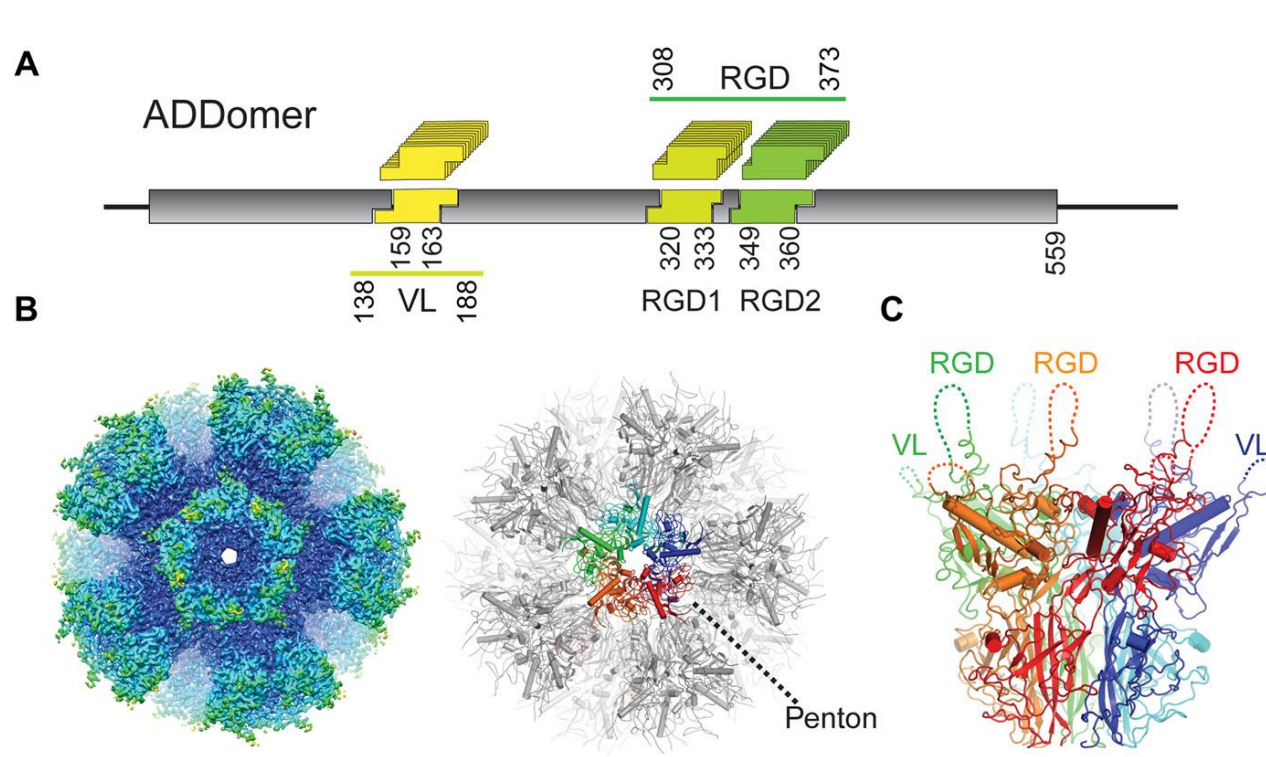 A
ADDomer
308 RGD 373
159 163 320 333 349 360 559
138 VL 188 RGD1 RGD2
B
C
RGD RGD RGD
VL VL
Penton